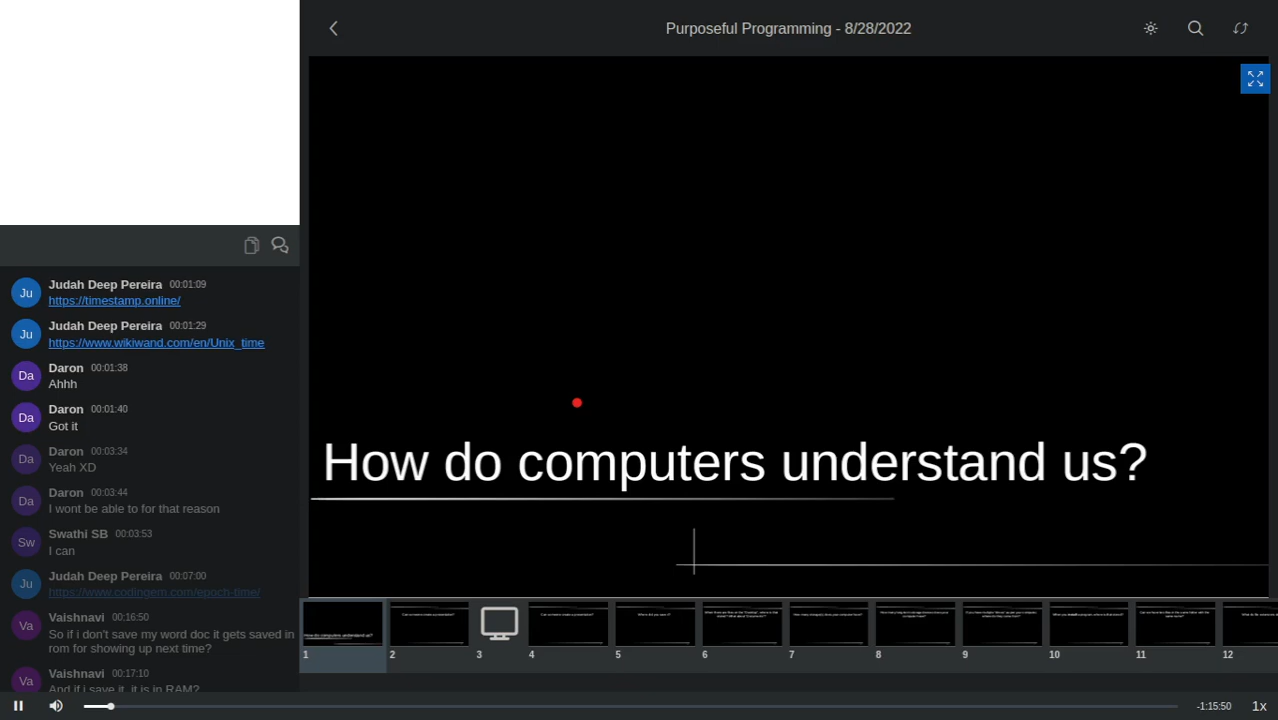 Purposeful Programming - 8/28/2022
Judah Deep Pereira 00:01:09
https://timestamp.online/
Judah Deep Pereira 00:01:29
https://www.wikiwand.com/en/Unix_time
Daron 00:01:38
Ahhh
Daron 00:01:40
Got it
Daron 00:03:34
Yeah XD
Daron 00:03:44
I wont be able to for that reason
Swathi SB 00:03:53
I can
Judah Deep Pereira 00:07:00
https://www.codingem.com/epoch-time/
Vaishnavi 00:16:50
So if i don't save my word doc it gets saved in
rom for showing up next time?
Vaishnavi 00:17:10
And if i save it, it is in RAM?
Ju
Ju
Da
Da
Da
Da
Sw
Ju
Va
Va
How do computers understand us?
How do computers understand us?
1
2
3
4
5
6
7
8
9
10
11
12
-1:15:50
1x